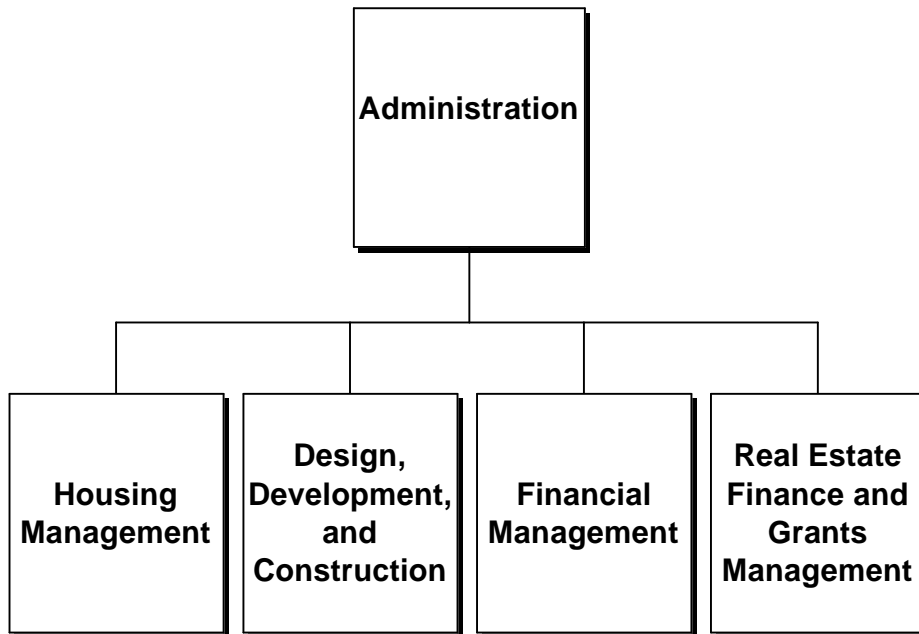 Administration
Housing
Management
Design,
Development,
and
Construction
Financial
Management
Real Estate
Finance and
Grants
Management